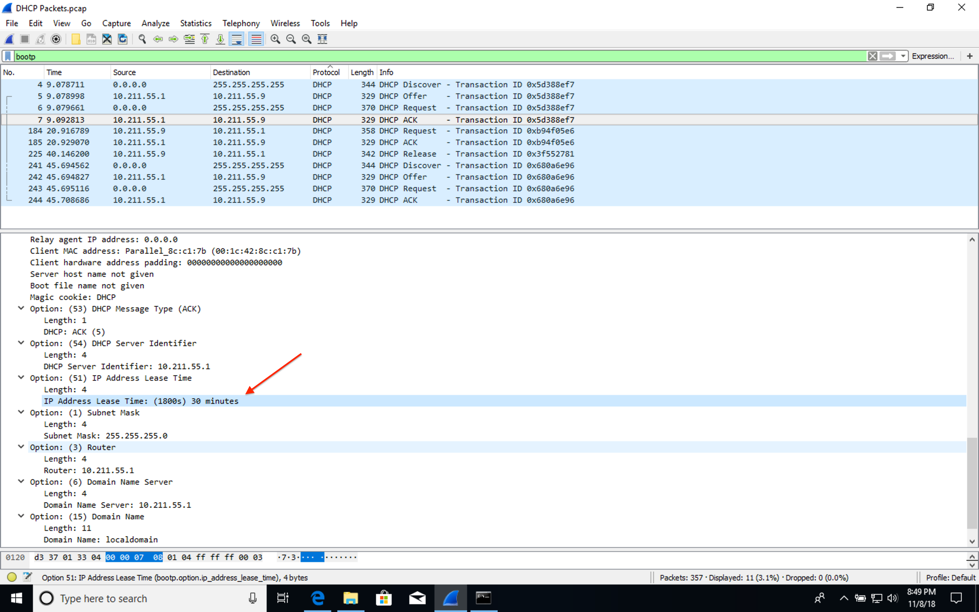 DHCP Packets.pcap
File Edit View Go Capture Analyze Statistics Telephony Wireless Tools Help
bootp
Expression... +
No. Time Source Destination Protocol Length Info
4 9.078711 0.0.0.0 255.255.255.255 DHCP 344 DHCP Discover - Transaction ID 0x5d388ef7
5 9.078998 10.211.55.1 10.211.55.9 DHCP 329 DHCP Offer - Transaction ID 0x5d388ef7
6 9.079661 0.0.0.0 255.255.255.255 DHCP 370 DHCP Request - Transaction ID 0x5d388ef7
7 9.092813 10.211.55.1 10.211.55.9 DHCP 329 DHCP ACK - Transaction ID 0x5d388ef7
184 20.916789 10.211.55.9 10.211.55.1 DHCP 358 DHCP Request - Transaction ID 0xb94f05e6
185 20.929070 10.211.55.1 10.211.55.9 DHCP 329 DHCP ACK - Transaction ID 0xb94f05e6
225 40.146200 10.211.55.9 10.211.55.1 DHCP 342 DHCP Release - Transaction ID 0x3f552781
241 45.694562 0.0.0.0 255.255.255.255 DHCP 344 DHCP Discover - Transaction ID 0x680a6e96
242 45.694827 10.211.55.1 10.211.55.9 DHCP 329 DHCP Offer - Transaction ID 0x680a6e96
243 45.695116 0.0.0.0 255.255.255.255 DHCP 370 DHCP Request - Transaction ID 0x680a6e96
244 45.708686 10.211.55.1 10.211.55.9 DHCP 329 DHCP ACK - Transaction ID 0x680a6e96
Relay agent IP address: 0.0.0.0
Client MAC address: Parallel_8c:c1:7b (00:1c:42:8c:c1:7b)
Client hardware address padding: 00000000000000000000
Server host name not given
Boot file name not given
Magic cookie: DHCP
Option: (53) DHCP Message Type (ACK)
Length: 1
DHCP: ACK (5)
Option: (54) DHCP Server Identifier
Length: 4
DHCP Server Identifier: 10.211.55.1
Option: (51) IP Address Lease Time
Length: 4
IP Address Lease Time: (1800s) 30 minutes
Option: (1) Subnet Mask
Length: 4
Subnet Mask: 255.255.255.0
Option: (3) Router
Length: 4
Router: 10.211.55.1
Option: (6) Domain Name Server
Length: 4
Domain Name Server: 10.211.55.1
Option: (15) Domain Name
Length: 11
Domain Name: localdomain
0120 d3 37 01 33 04 00 00 07 08 01 04 ff ff ff 00 03 ·7·3············
Option 51: IP Address Lease Time (bootp.option.ip_address_lease_time), 4 bytes
Packets: 357 · Displayed: 11 (3.1%) · Dropped: 0 (0.0%)
Profile: Default
Type here to search
8:49 PM
11/8/18